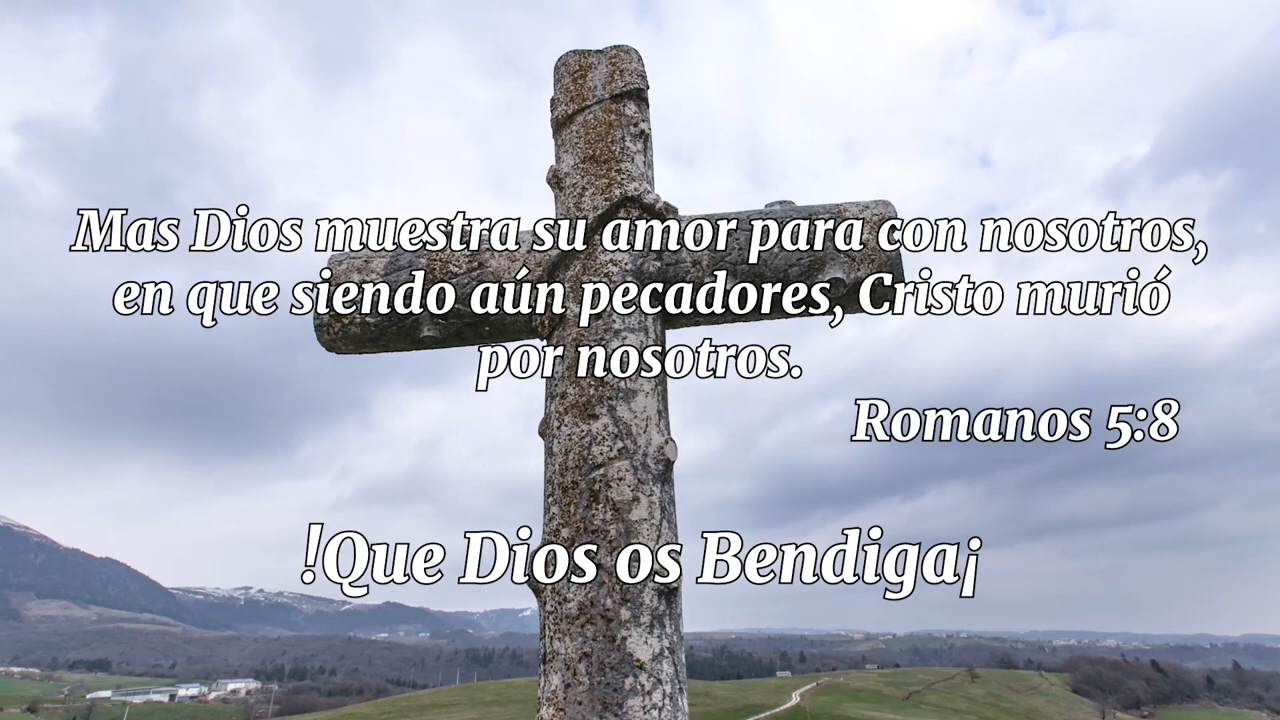 Mas Dios muestra su amor para con nosotros,
en que siendo aún pecadores, Cristo murió
por nosotros.
Romanos 5:8
!Que Dios os Bendiga¡